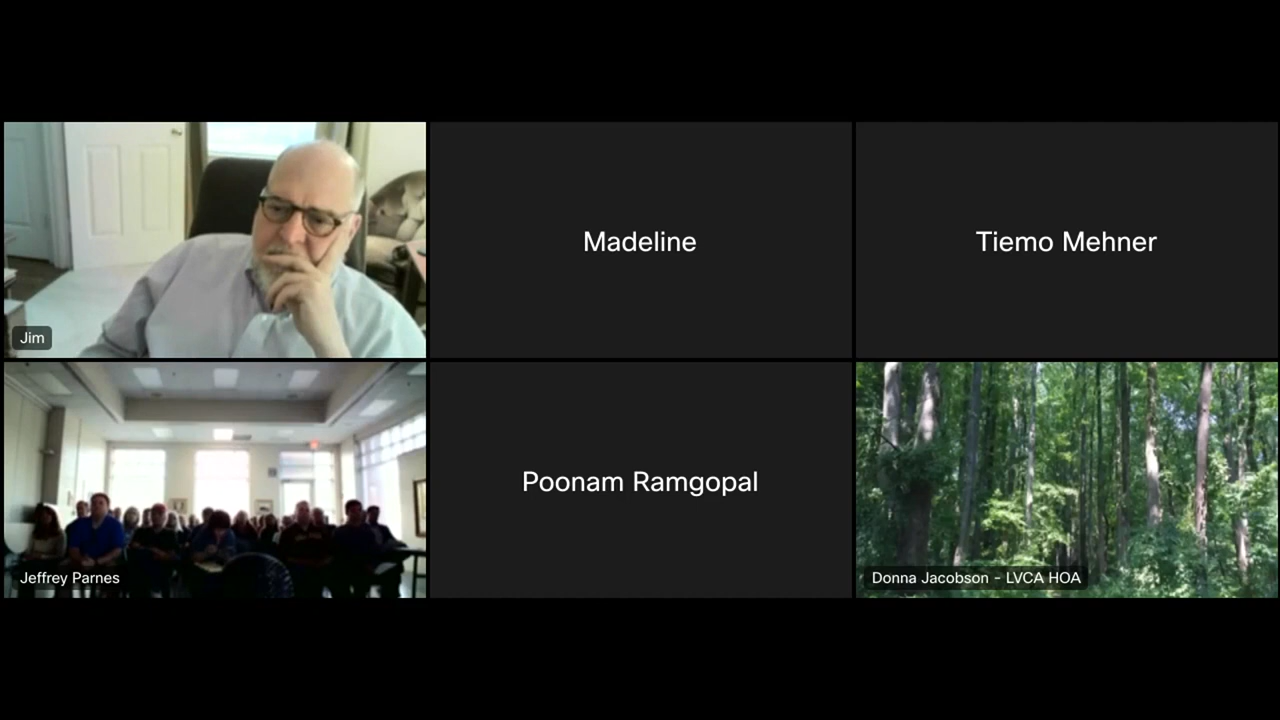 Jim
Madeline
Tiemo Mehner
Jeffrey Parnes
Poonam Ramgopal
Donna Jacobson - LVCA HOA